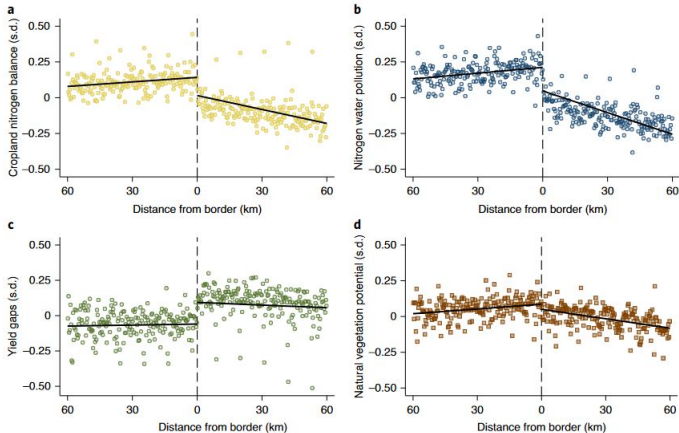 a
Cropland nitrogen balance (s.d.)
0.50
0.25
0
−0.25
−0.50
60 30 0 30 60
Distance from border (km)
b
Nitrogen water pollution (s.d.)
0.50
0.25
0
−0.25
−0.50
60 30 0 30 60
Distance from border (km)
c
Yield gaps (s.d.)
0.50
0.25
0
−0.25
−0.50
60 30 0 30 60
Distance from border (km)
d
Natural vegetation potential (s.d.)
0.50
0.25
0
−0.25
−0.50
60 30 0 30 60
Distance from border (km)